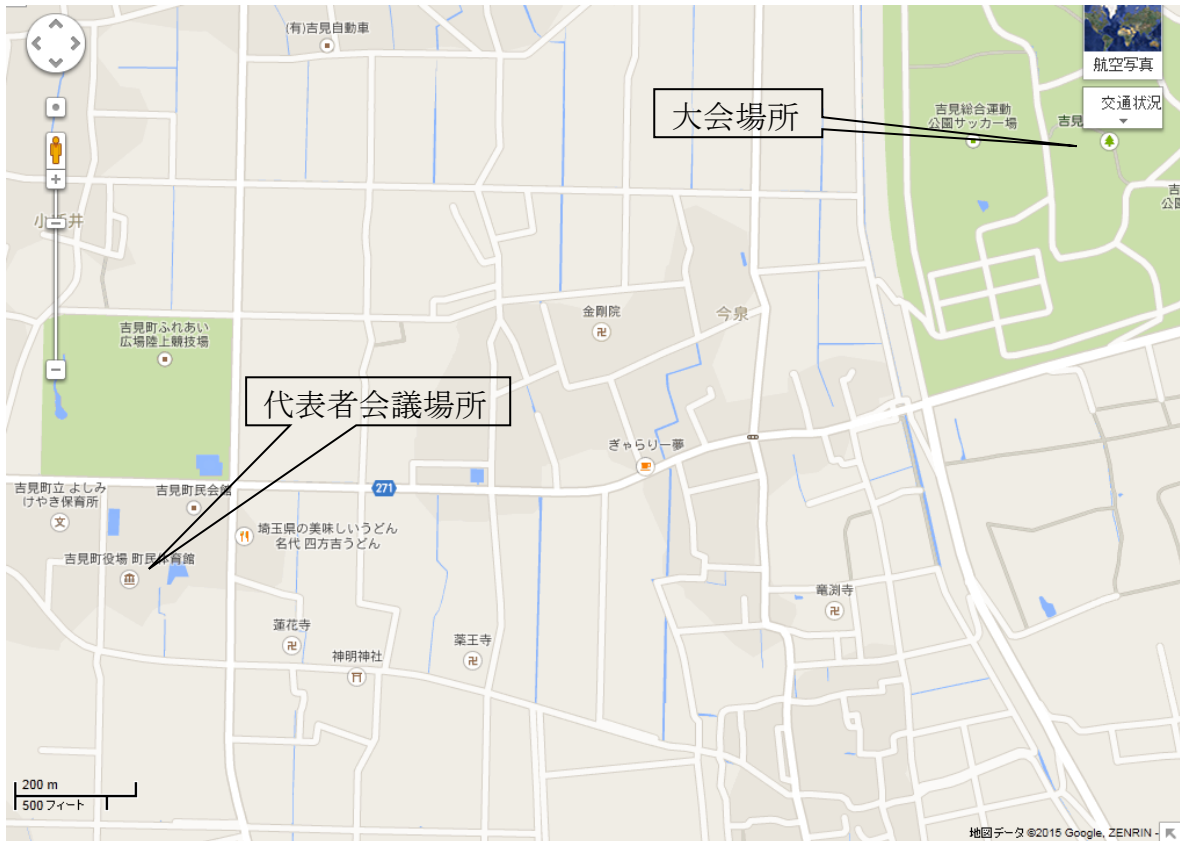 (有)吉見自動車
航空写真
交通状況
大会場所
吉見総合運動
公園サッカー場
吉見
吉
公園
小新井
金剛院
今泉
吉見町ふれあい
広場陸上競技場
代表者会議場所
ぎゃらりー夢
271
吉見町立 よしみ
けやき保育所
吉見町民会館
埼玉県の美味しいうどん
名代 四方吉うどん
吉見町役場 町民体育館
竜渕寺
蓮花寺
薬王寺
神明神社
200 m
500 フィート
地図データ ©2015 Google, ZENRIN -